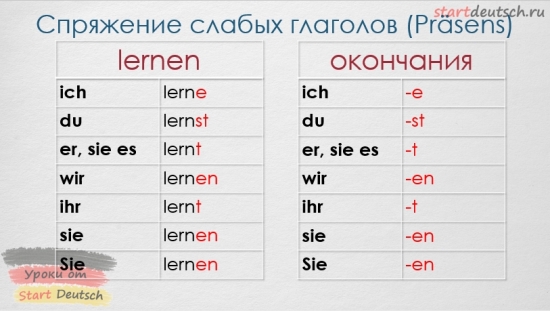 startdeutsch.ru
Спряжение слабых глаголов (Präsens)
lernen
ich lerne
du lernst
er, sie es lernt
wir lernen
ihr lernt
sie lernen
Sie lernen
окончания
ich -e
du -st
er, sie es -t
wir -en
ihr -t
sie -en
Sie -en
Уроки от
Start Deutsch